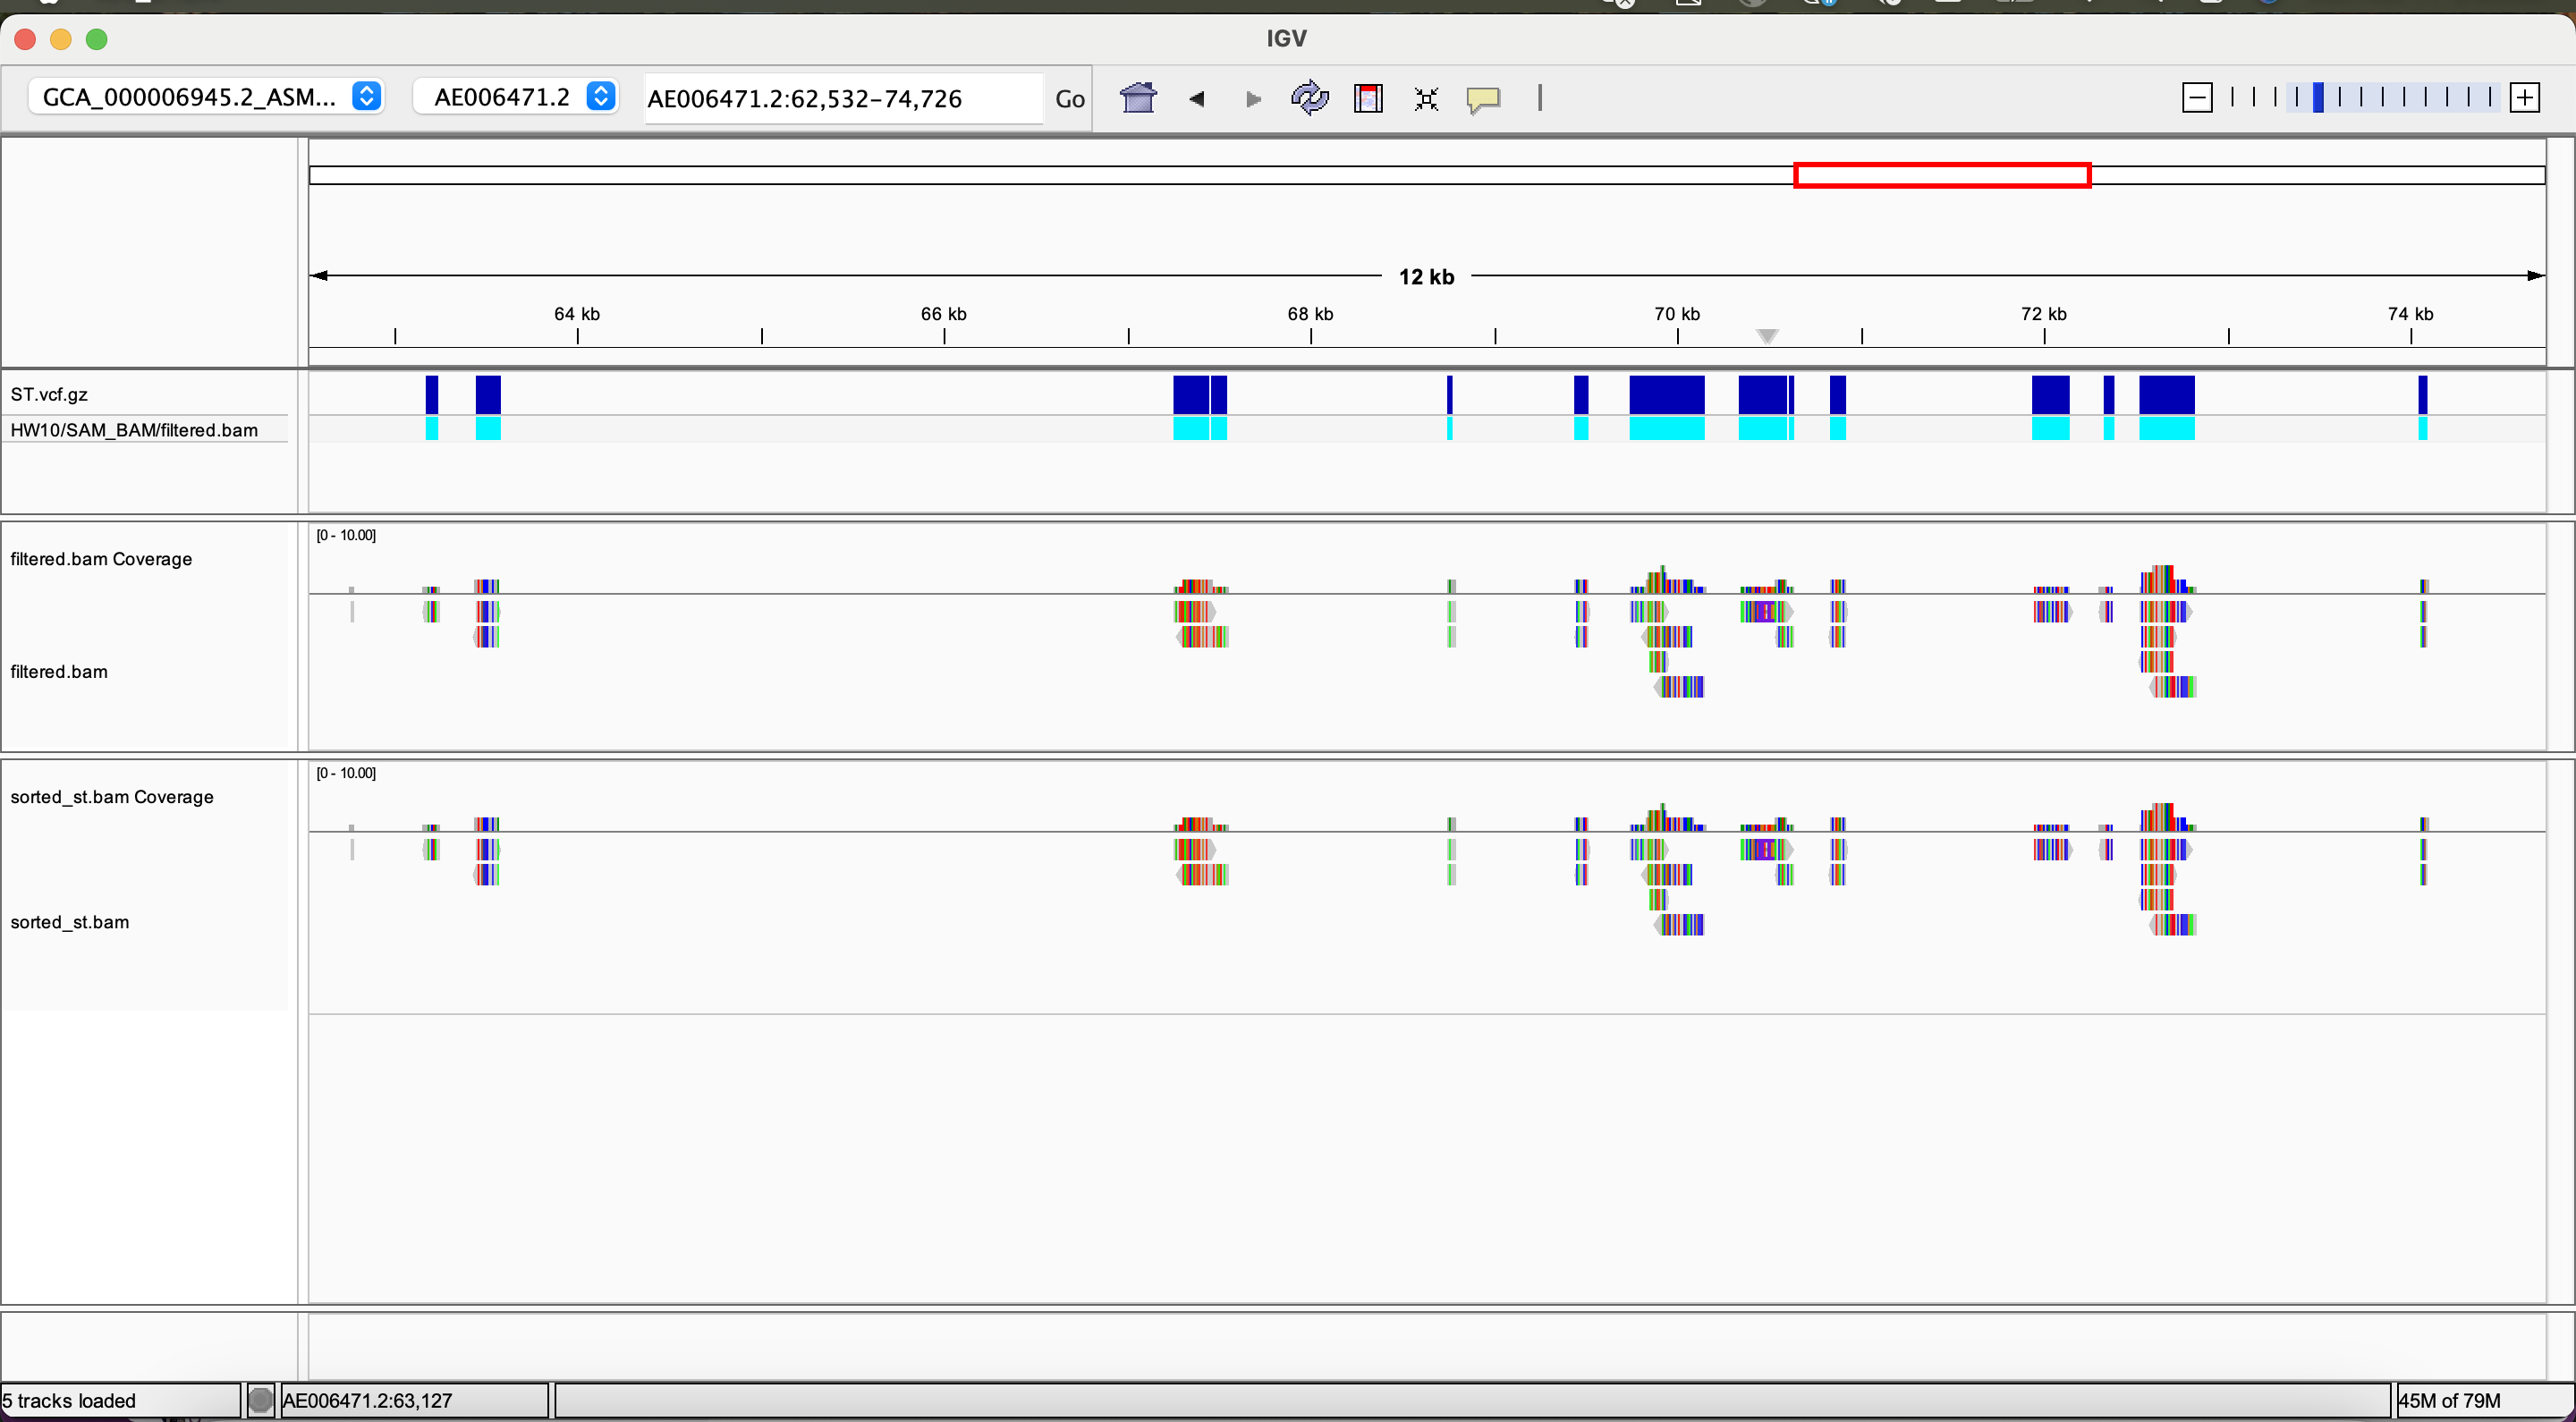 IGV
GCA_000006945.2_ASM...
AE006471.2
AE006471.2:62,532-74,726
Go
12 kb
64 kb 66 kb 68 kb 70 kb 72 kb 74 kb
ST.vcf.gz
HW10/SAM_BAM/filtered.bam
[0 - 10.00]
filtered.bam Coverage
filtered.bam
[0 - 10.00]
sorted_st.bam Coverage
sorted_st.bam
5 tracks loaded
AE006471.2:63,127
45M of 79M